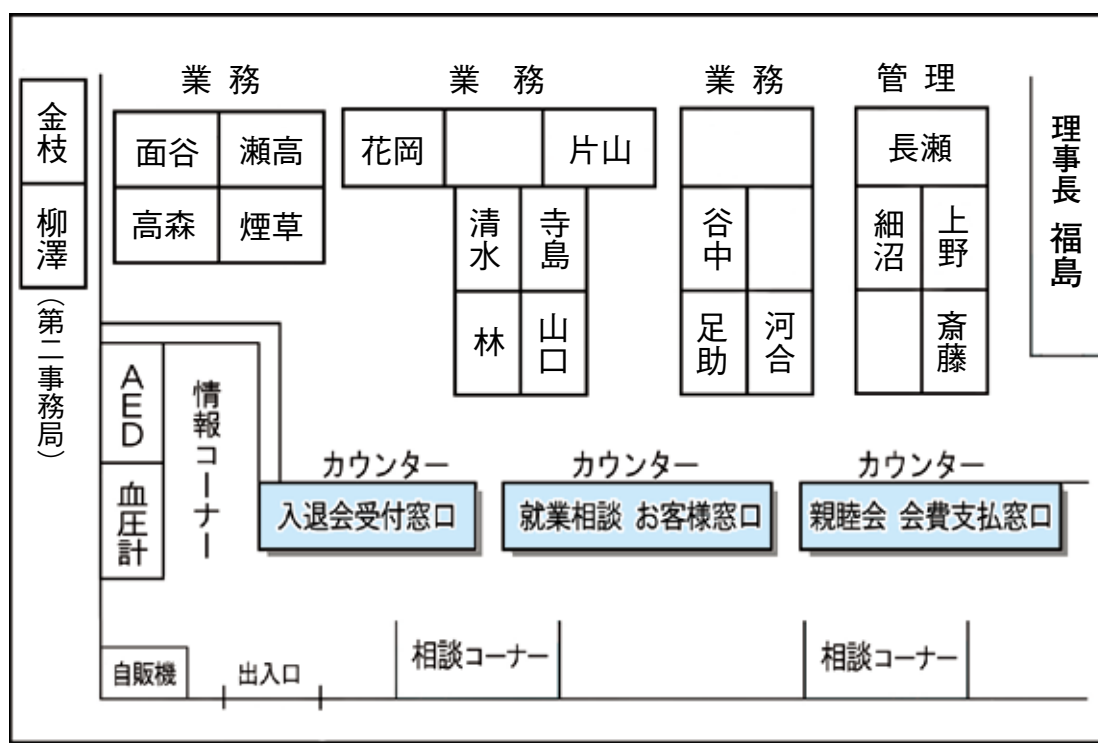 業務
業務
業務
管理
金枝
柳澤
(第二事務局)
面谷
瀬高
高森
煙草
花岡
片山
清水
寺島
林
山口
谷中
足助
河合
長瀬
細沼
上野
斎藤
理事長 福島
AED
血圧計
情報コーナー
カウンター
入退会受付窓口
カウンター
就業相談 お客様窓口
カウンター
親睦会 会費支払窓口
自販機
出入口
相談コーナー
相談コーナー